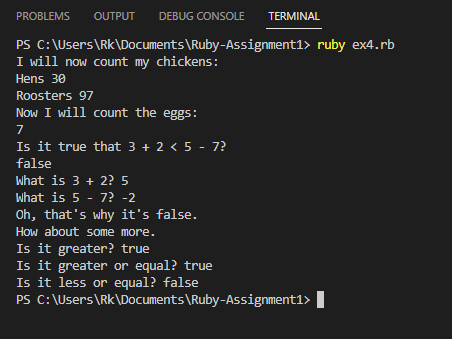 PROBLEMS OUTPUT DEBUG CONSOLE TERMINAL
PS C:\Users\Rk\Documents\Ruby-Assignment1> ruby ex4.rb
I will now count my chickens:
Hens 30
Roosters 97
Now I will count the eggs:
7
Is it true that 3 + 2 < 5 - 7?
false
What is 3 + 2? 5
What is 5 - 7? -2
Oh, that's why it's false.
How about some more.
Is it greater? true
Is it greater or equal? true
Is it less or equal? false
PS C:\Users\Rk\Documents\Ruby-Assignment1>